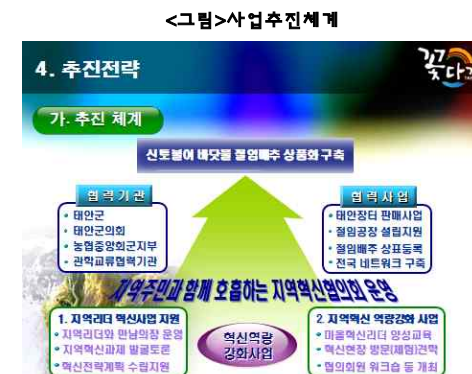 <그림>사업추진체계
4. 추진전략
꽃다
가. 추진 체계
신토불이 바닷물 절임배추 상품화 구축
협력기관
• 태안군
• 태안군의회
• 농협중앙회군지부
• 관학교류협력기관
협력사업
• 태안장터 판매사업
• 절임공장 설립지원
• 절임배추 상표등록
• 전국 네트워크 구축
지역주민과 함께 호흡하는 지역혁신협의회 운영
1. 지역리더 혁신사업 지원
• 지역리더와 만남의장 운영
• 지역혁신과제 발굴토론
• 혁신전략계획 수립지원
혁신역량
강화사업
2 지역혁신 역량강화 사업
• 마을혁신리더 양성교육
• 혁신현장 방문(체험)견학
• 협의회원 워크숍 등 개최